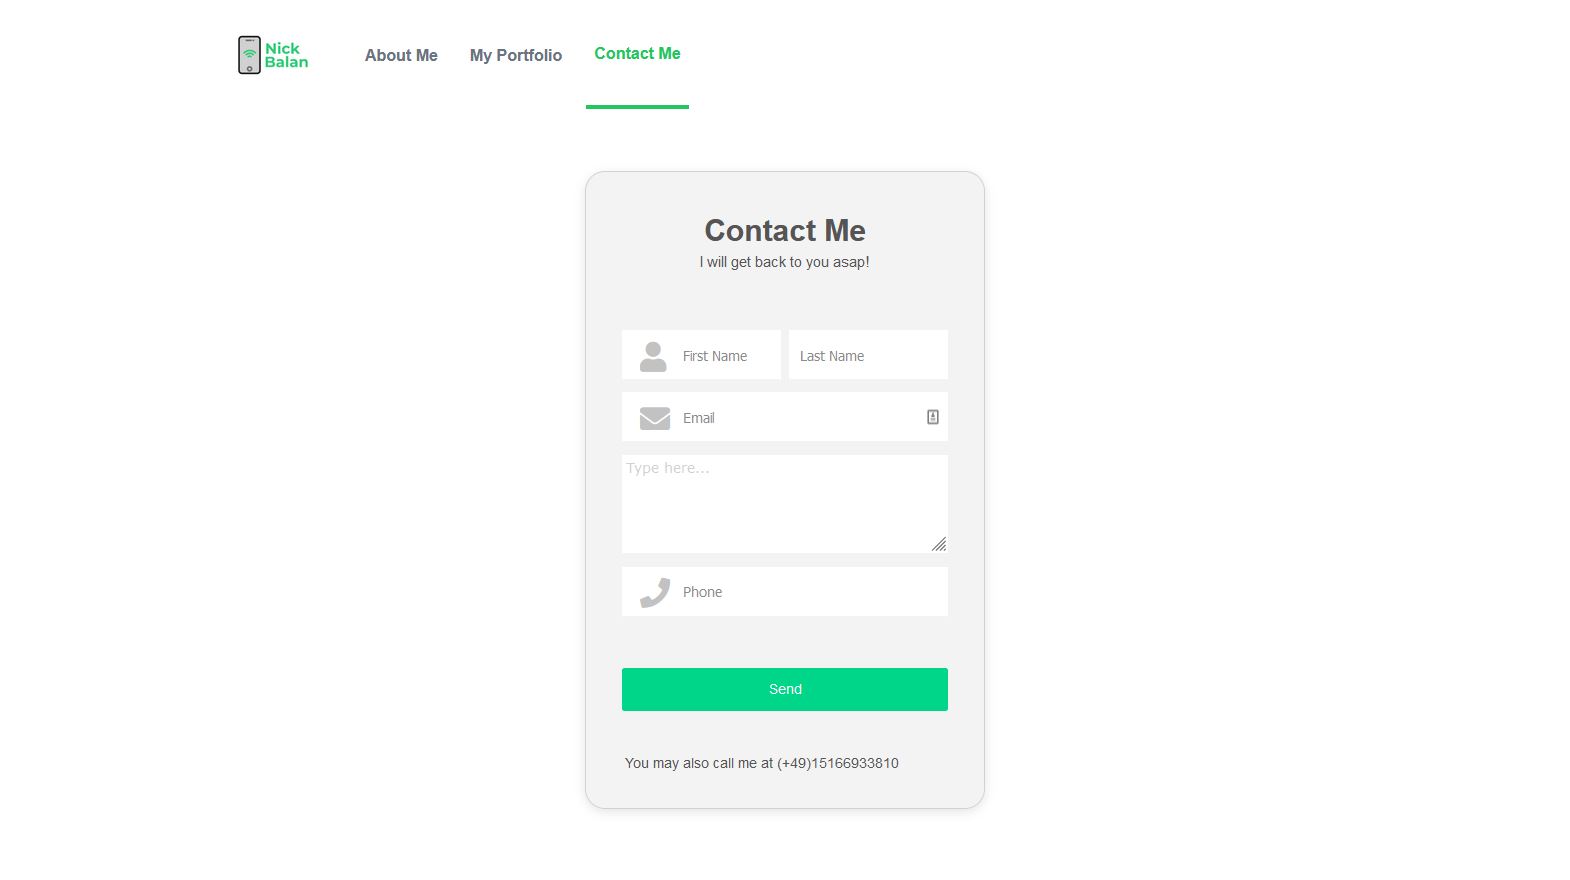 Nick
Balan
About Me
My Portfolio
Contact Me
Contact Me
I will get back to you asap!
First Name
Last Name
Email
Type here...
Phone
Send
You may also call me at (+49)15166933810